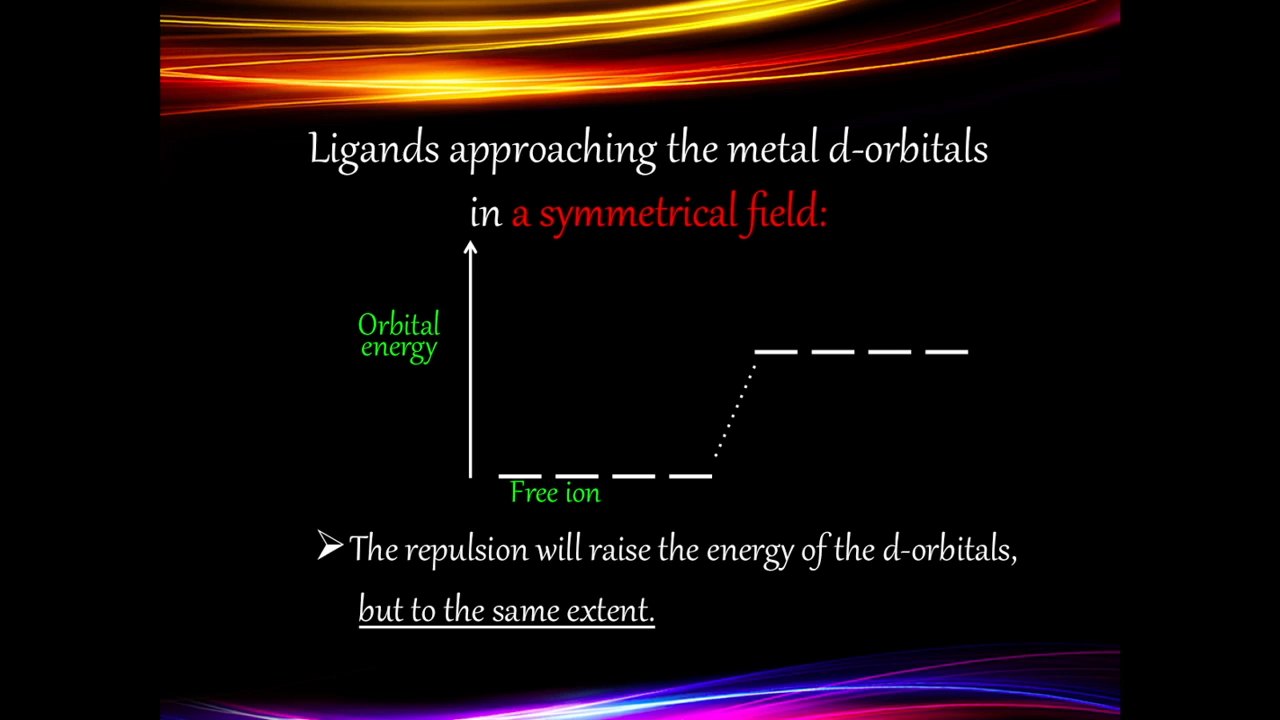 Ligands approaching the metal d-orbitals
in a symmetrical field:
Orbital
energy
Free ion
The repulsion will raise the energy of the d-orbitals,
but to the same extent.